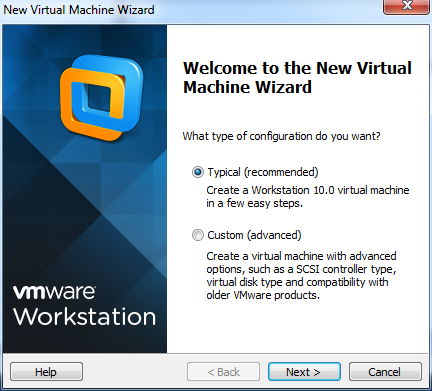 New Virtual Machine Wizard
Welcome to the New Virtual
Machine Wizard
What type of configuration do you want?
Typical (recommended)
Create a Workstation 10.0 virtual machine
in a few easy steps.
Custom (advanced)
Create a virtual machine with advanced
options, such as a SCSI controller type,
virtual disk type and compatibility with
older VMware products.
vmware
Workstation
Help
< Back
Next >
Cancel